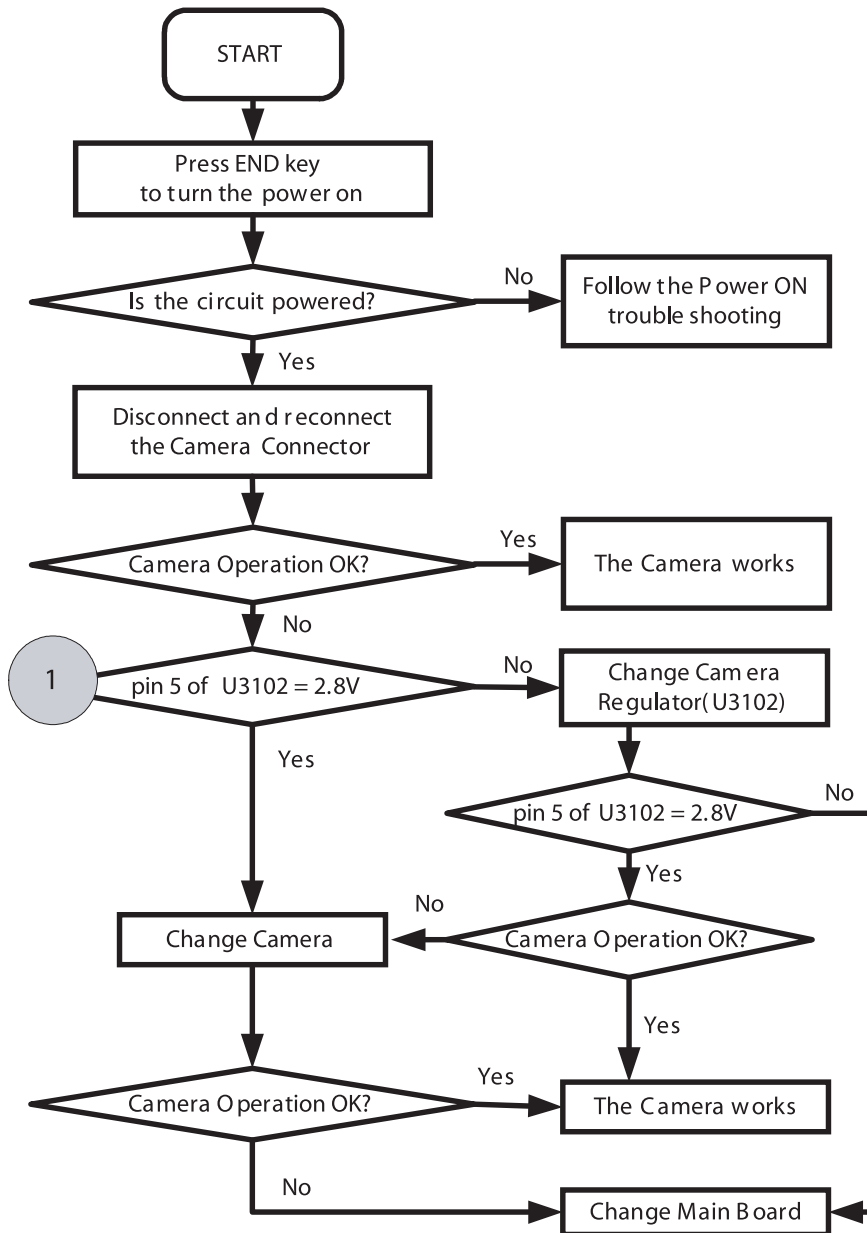 START
Press END key
to turn the power on
Is the circuit powered?
No
Follow the Power ON
trouble shooting
Yes
Disconnect and reconnect
the Camera Connector
Camera Operation OK?
Yes
The Camera works
No
1
pin 5 of U3102 = 2.8V
No
Change Camera
Regulator(U3102)
Yes
pin 5 of U3102 = 2.8V
No
Yes
No
Change Camera
Camera Operation OK?
Yes
Camera Operation OK?
Yes
The Camera works
No
Change Main Board